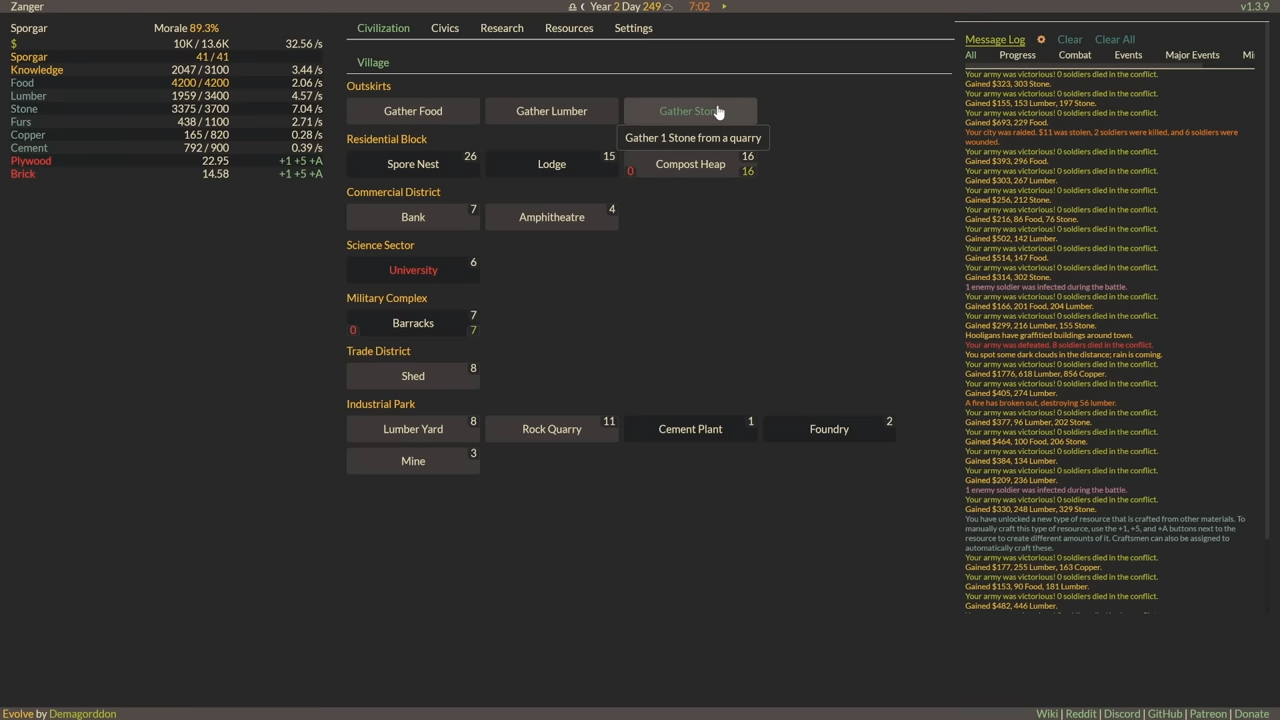 Zanger
Year 2 Day 249 7:02
v1.3.9
Sporgar Morale 89.3%
$ 10K / 13.6K 32.56 /s
Sporgar 41 / 41
Knowledge 2047 / 3100 3.44 /s
Food 4200 / 4200 2.06 /s
Lumber 1959 / 3400 4.57 /s
Stone 3375 / 3700 7.04 /s
Furs 438 / 1100 2.71 /s
Copper 165 / 820 0.28 /s
Cement 792 / 900 0.39 /s
Plywood 22.95 +1 +5 +A
Brick 14.58 +1 +5 +A
Civilization Civics Research Resources Settings
Village
Outskirts
Gather Food Gather Lumber Gather Stone
Gather 1 Stone from a quarry
Residential Block
Spore Nest 26 Lodge 15 Compost Heap 16
0 16
Commercial District
Bank 7 Amphitheatre 4
Science Sector
University 6
Military Complex
Barracks 7
0 7
Trade District
Shed 8
Industrial Park
Lumber Yard 8 Rock Quarry 11 Cement Plant 1 Foundry 2
Mine 3
Message Log Clear Clear All
All Progress Combat Events Major Events Mi
Your army was victorious! 0 soldiers died in the conflict.
Gained $323, 303 Stone.
Your army was victorious! 0 soldiers died in the conflict.
Gained $155, 153 Lumber, 197 Stone.
Your army was victorious! 0 soldiers died in the conflict.
Gained $693, 229 Food.
Your city was raided. $11 was stolen, 2 soldiers were killed, and 6 soldiers were
wounded.
Your army was victorious! 0 soldiers died in the conflict.
Gained $393, 296 Food.
Your army was victorious! 0 soldiers died in the conflict.
Gained $303, 267 Lumber.
Your army was victorious! 0 soldiers died in the conflict.
Gained $256, 212 Stone.
Your army was victorious! 0 soldiers died in the conflict.
Gained $216, 86 Food, 76 Stone.
Your army was victorious! 0 soldiers died in the conflict.
Gained $502, 142 Lumber.
Your army was victorious! 0 soldiers died in the conflict.
Gained $514, 147 Food.
Your army was victorious! 0 soldiers died in the conflict.
Gained $314, 302 Stone.
1 enemy soldier was infected during the battle.
Your army was victorious! 0 soldiers died in the conflict.
Gained $166, 201 Food, 204 Lumber.
Your army was victorious! 0 soldiers died in the conflict.
Gained $299, 216 Lumber, 155 Stone.
Hooligans have graffitied buildings around town.
Your army was defeated. 8 soldiers died in the conflict.
You spot some dark clouds in the distance; rain is coming.
Your army was victorious! 0 soldiers died in the conflict.
Gained $1776, 618 Lumber, 856 Copper.
Your army was victorious! 0 soldiers died in the conflict.
Gained $405, 274 Lumber.
A fire has broken out, destroying 56 lumber.
Your army was victorious! 0 soldiers died in the conflict.
Gained $377, 96 Lumber, 202 Stone.
Your army was victorious! 0 soldiers died in the conflict.
Gained $464, 100 Food, 206 Stone.
Your army was victorious! 0 soldiers died in the conflict.
Gained $384, 134 Lumber.
Your army was victorious! 0 soldiers died in the conflict.
Gained $209, 236 Lumber.
1 enemy soldier was infected during the battle.
Your army was victorious! 0 soldiers died in the conflict.
Gained $330, 248 Lumber, 329 Stone.
You have unlocked a new type of resource that is crafted from other materials. To
manually craft this type of resource, use the +1, +5, and +A buttons next to the
resource to create different amounts of it. Craftsmen can also be assigned to
automatically craft these.
Your army was victorious! 0 soldiers died in the conflict.
Gained $177, 255 Lumber, 163 Copper.
Your army was victorious! 0 soldiers died in the conflict.
Gained $153, 90 Food, 181 Lumber.
Your army was victorious! 0 soldiers died in the conflict.
Gained $482, 446 Lumber.
Evolve by Demagorddon
Wiki | Reddit | Discord | GitHub | Patreon | Donate